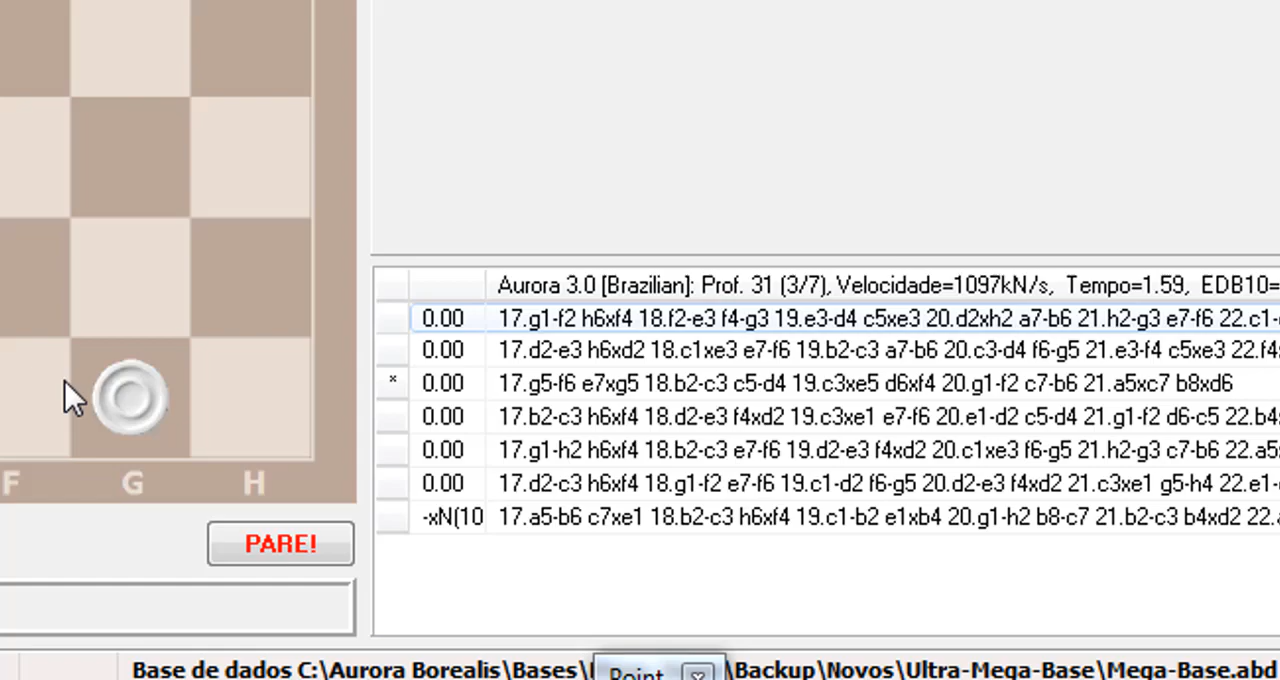 Aurora 3.0 [Brazilian]: Prof. 31 (3/7), Velocidade=1097kN/s, Tempo=1.59, EDB10=
0.00 17.g1-f2 h6xf4 18.f2-e3 f4-g3 19.e3-d4 c5xe3 20.d2xh2 a7-b6 21.h2-g3 e7-f6 22.c1-
0.00 17.d2-e3 h6xd2 18.c1xe3 e7-f6 19.b2-c3 a7-b6 20.c3-d4 f6-g5 21.e3-f4 c5xe3 22.f4
* 0.00 17.g5-f6 e7xg5 18.b2-c3 c5-d4 19.c3xe5 d6xf4 20.g1-f2 c7-b6 21.a5xc7 b8xd6
0.00 17.b2-c3 h6xf4 18.d2-e3 f4xd2 19.c3xe1 e7-f6 20.e1-d2 c5-d4 21.g1-f2 d6-c5 22.b4
0.00 17.g1-h2 h6xf4 18.b2-c3 e7-f6 19.d2-e3 f4xd2 20.c1xe3 f6-g5 21.h2-g3 c7-b6 22.a5
0.00 17.d2-c3 h6xf4 18.g1-f2 e7-f6 19.c1-d2 f6-g5 20.d2-e3 f4xd2 21.c3xe1 g5-h4 22.e1-
-xN(10 17.a5-b6 c7xe1 18.b2-c3 h6xf4 19.c1-b2 e1xb4 20.g1-h2 b8-c7 21.b2-c3 b4xd2 22.
F G H
PARE!
Base de dados C:\Aurora Borealis\Bases\ Point \Backup\Novos\Ultra-Mega-Base\Mega-Base.abd